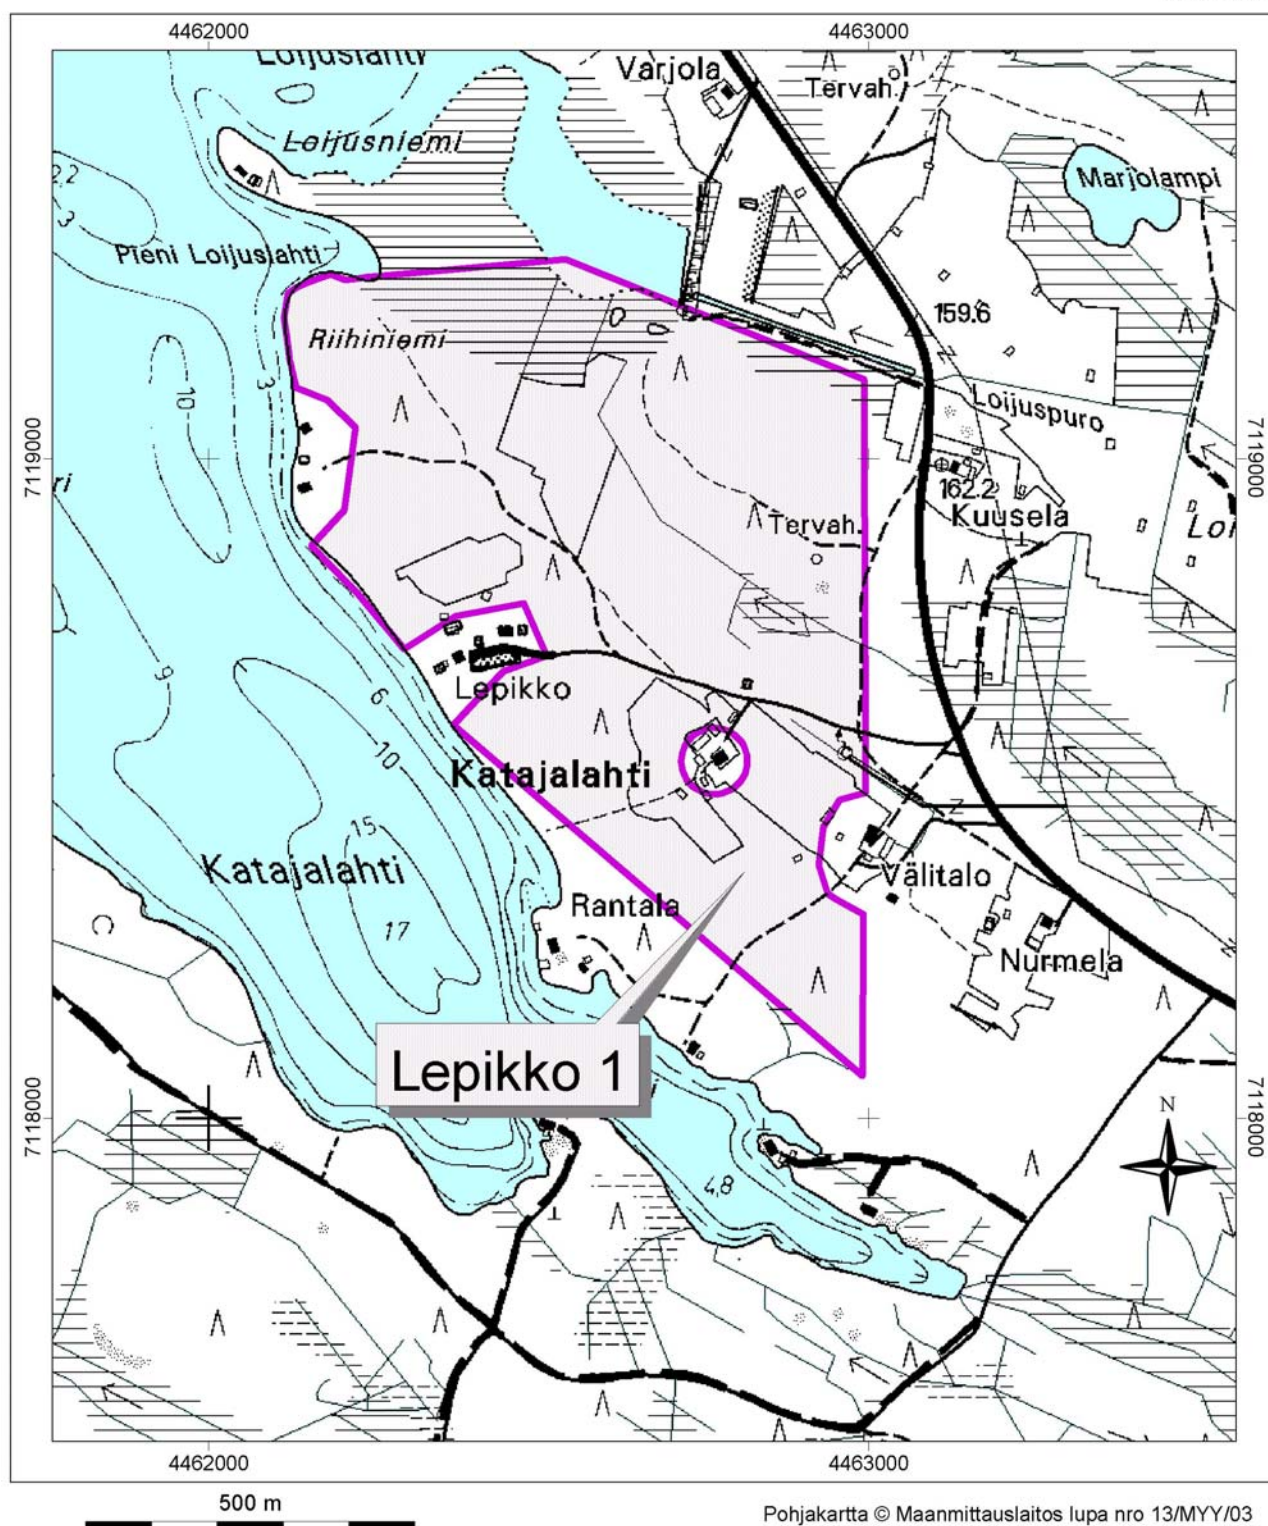 4462000
4463000
Loijuslahti
Varjola
Tervah.
Loijusniemi
Marjolampi
2,2
3
Pieni Loijuslahti
159.6
Riihiniemi
3
10
Loijuspuro
7119000
7119000
162.2
Kuusela
Tervah.
Loi
ri
9
6
Lepikko
10
Katajalahti
15
Katajalahti
Välitalo
Rantala
17
Nurmela
Lepikko 1
7118000
7118000
N
4,8
4462000
4463000
500 m
Pohjakartta © Maanmittauslaitos lupa nro 13/MYY/03